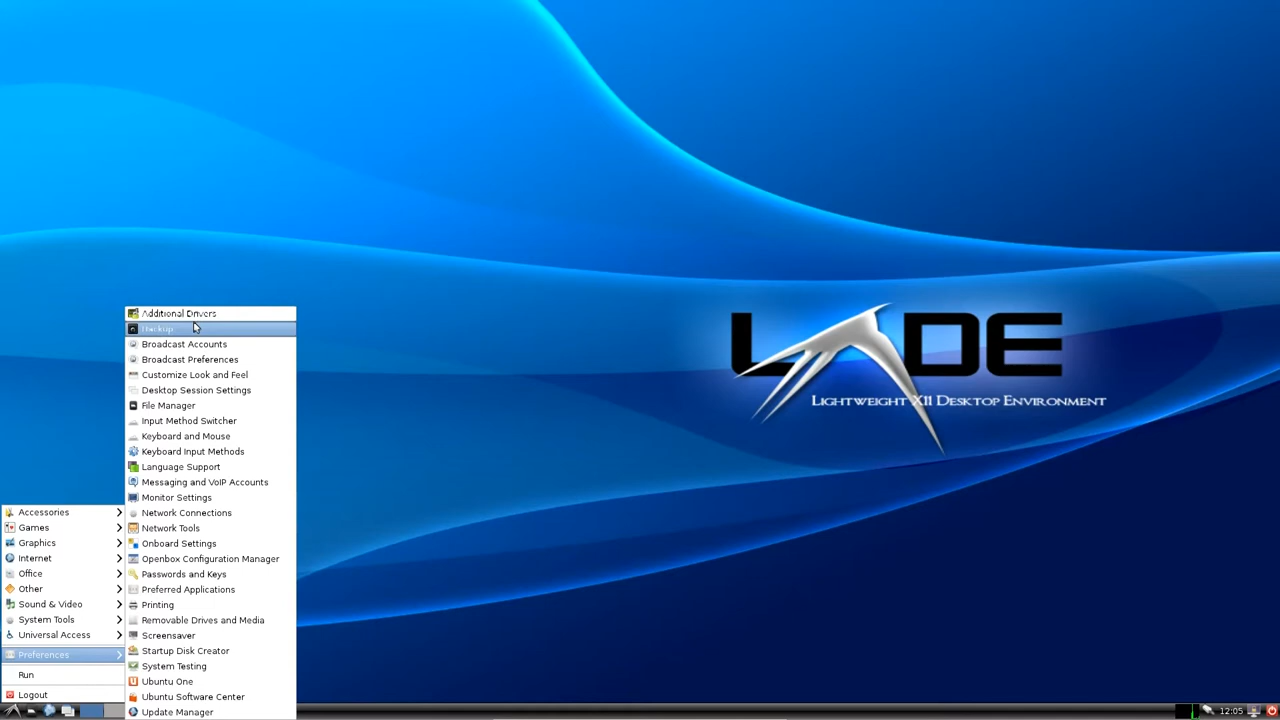 Additional Drivers
Backup
Broadcast Accounts
Broadcast Preferences
Customize Look and Feel
Desktop Session Settings
File Manager
Input Method Switcher
Keyboard and Mouse
Keyboard Input Methods
Language Support
Messaging and VoIP Accounts
Monitor Settings
Network Connections
Network Tools
Onboard Settings
Openbox Configuration Manager
Passwords and Keys
Preferred Applications
Printing
Removable Drives and Media
Screensaver
Startup Disk Creator
System Testing
Ubuntu One
Ubuntu Software Center
Update Manager
Accessories
Games
Graphics
Internet
Office
Other
Sound & Video
System Tools
Universal Access
Preferences
Run
Logout
LXDE
Lightweight X11 Desktop Environment
12:05